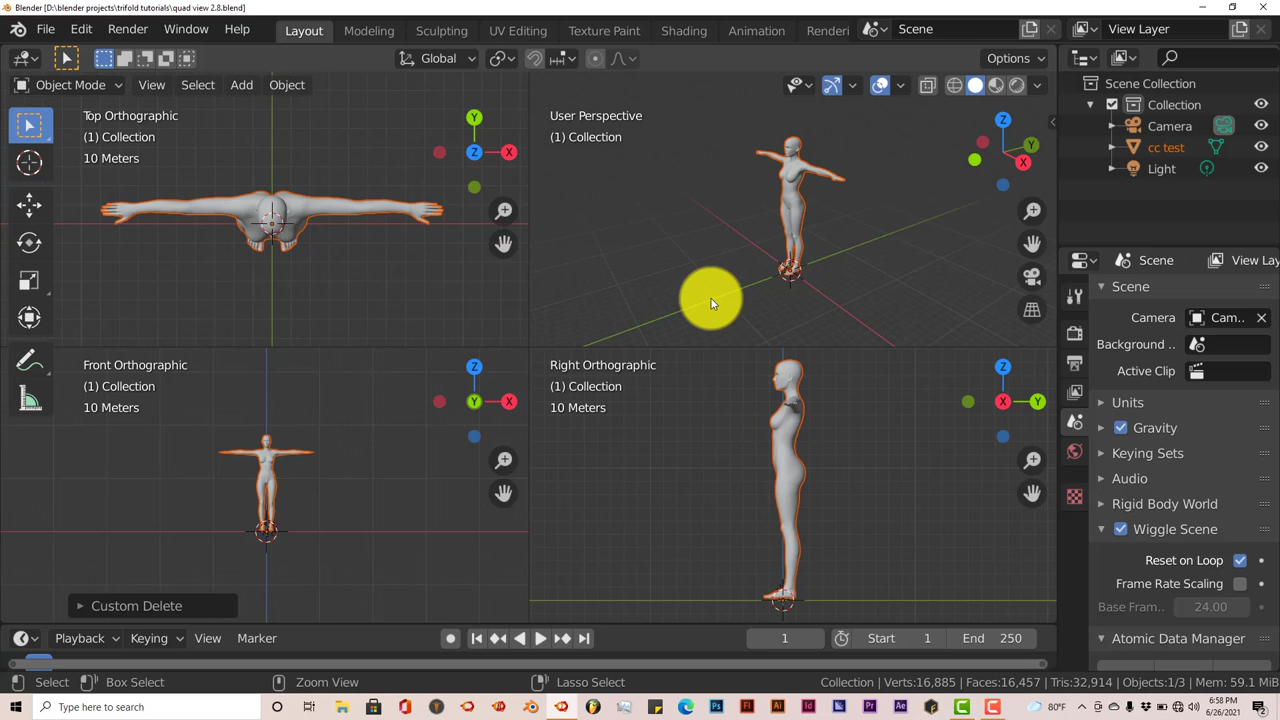 Blender [D:\blender projects\trifold tutorials\quad view 2.8.blend]
File Edit Render Window Help Layout Modeling Sculpting UV Editing Texture Paint Shading Animation Renderi Scene View Layer
Global Options
Object Mode View Select Add Object
Top Orthographic
(1) Collection
10 Meters
Y
Z X
User Perspective
(1) Collection
Z
Y
X
Front Orthographic
(1) Collection
10 Meters
Z
Y X
Right Orthographic
(1) Collection
10 Meters
Z
X Y
Custom Delete
Scene Collection
Collection
Camera
cc test
Light
Scene View Lay
Scene
Camera Cam..
Background ..
Active Clip
Units
Gravity
Keying Sets
Audio
Rigid Body World
Wiggle Scene
Reset on Loop
Frame Rate Scaling
Base Fram.. 24.00
Atomic Data Manager
Playback Keying View Marker 1 Start 1 End 250
Select Box Select Zoom View Lasso Select Collection | Verts:16,885 | Faces:16,457 | Tris:32,914 | Objects:1/3 | Mem: 59.1 MiB
Type here to search Ps Fl Ai Id Pr Ae 80°F 6:58 PM
6/26/2021